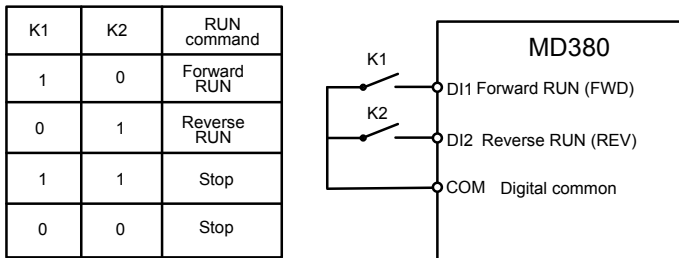 K1 K2 RUN command
1 0 Forward RUN
0 1 Reverse RUN
1 1 Stop
0 0 Stop
MD380
K1
DI1 Forward RUN (FWD)
K2
DI2 Reverse RUN (REV)
COM Digital common